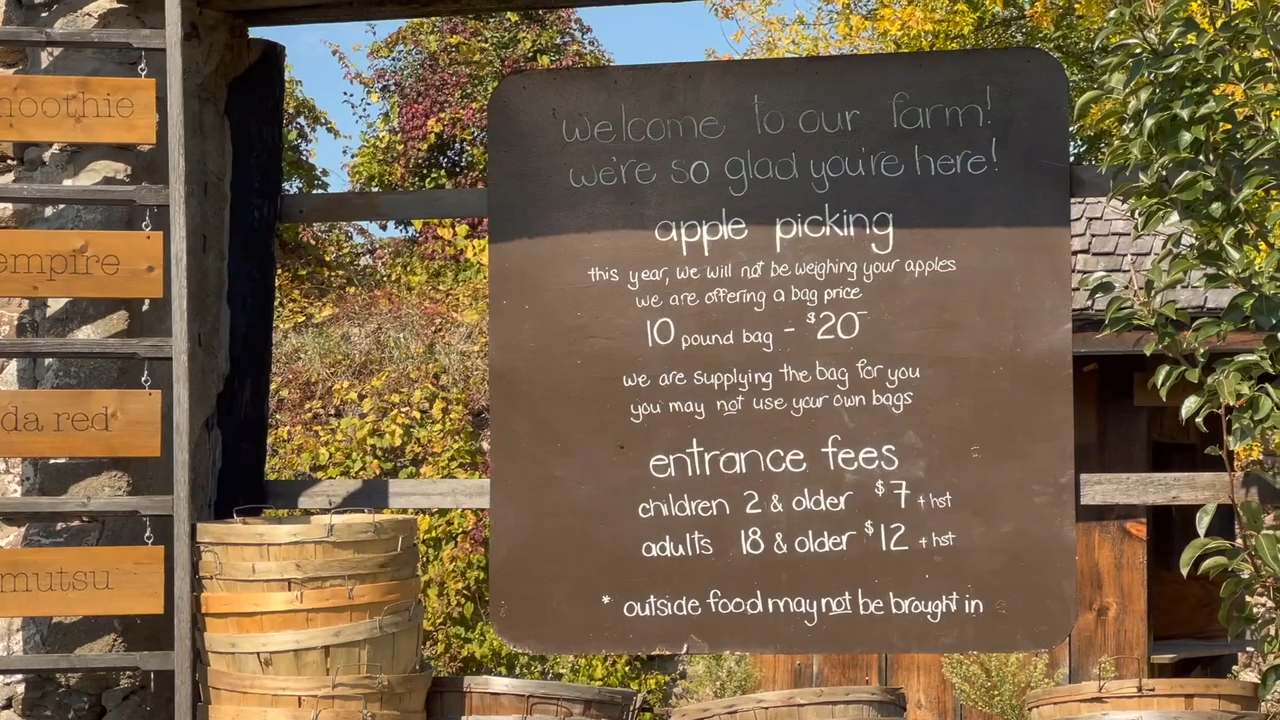 moothie
empire
da red
mutsu
welcome to our farm!
we're so glad you're here!
apple picking
this year, we will not be weighing your apples
we are offering a bag price
10 pound bag - $20
we are supplying the bag for you
you may not use your own bags
entrance fees
children 2 & older $7 + hst
adults 18 & older $12 + hst
* outside food may not be brought in